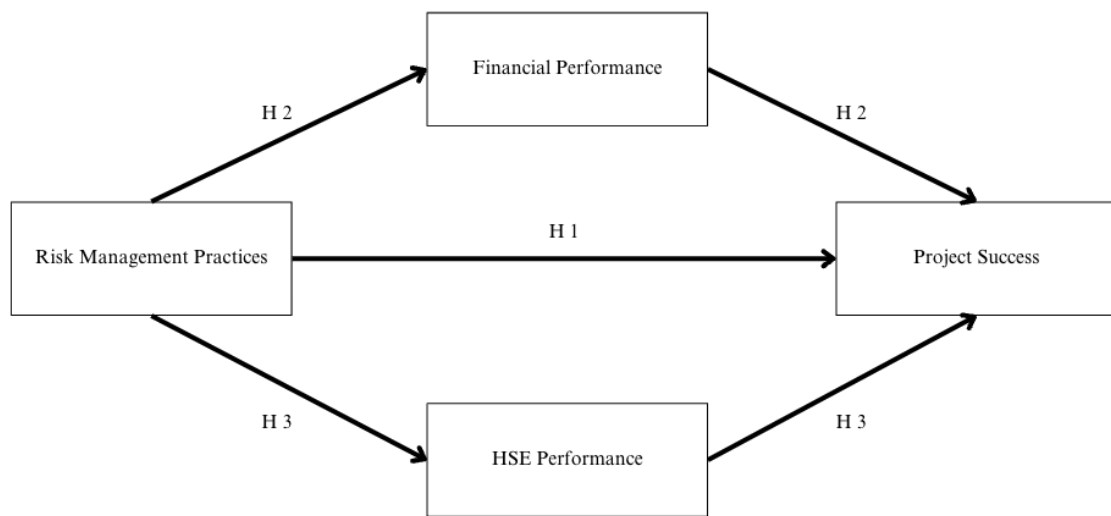 Financial Performance
H 2
H 2
Risk Management Practices
H 1
Project Success
H 3
H 3
HSE Performance